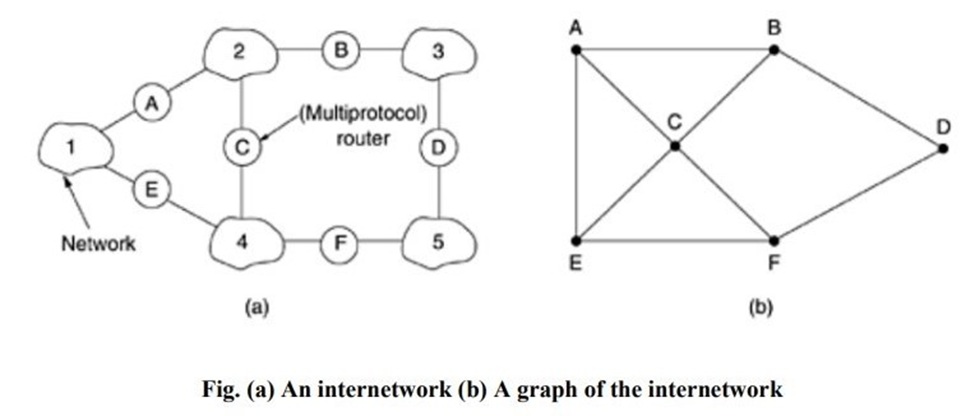 2
B
3
A
(Multiprotocol)
router
1
C
D
E
Network
4
F
5
(a)
A
B
C
D
E
F
(b)
Fig. (a) An internetwork (b) A graph of the internetwork